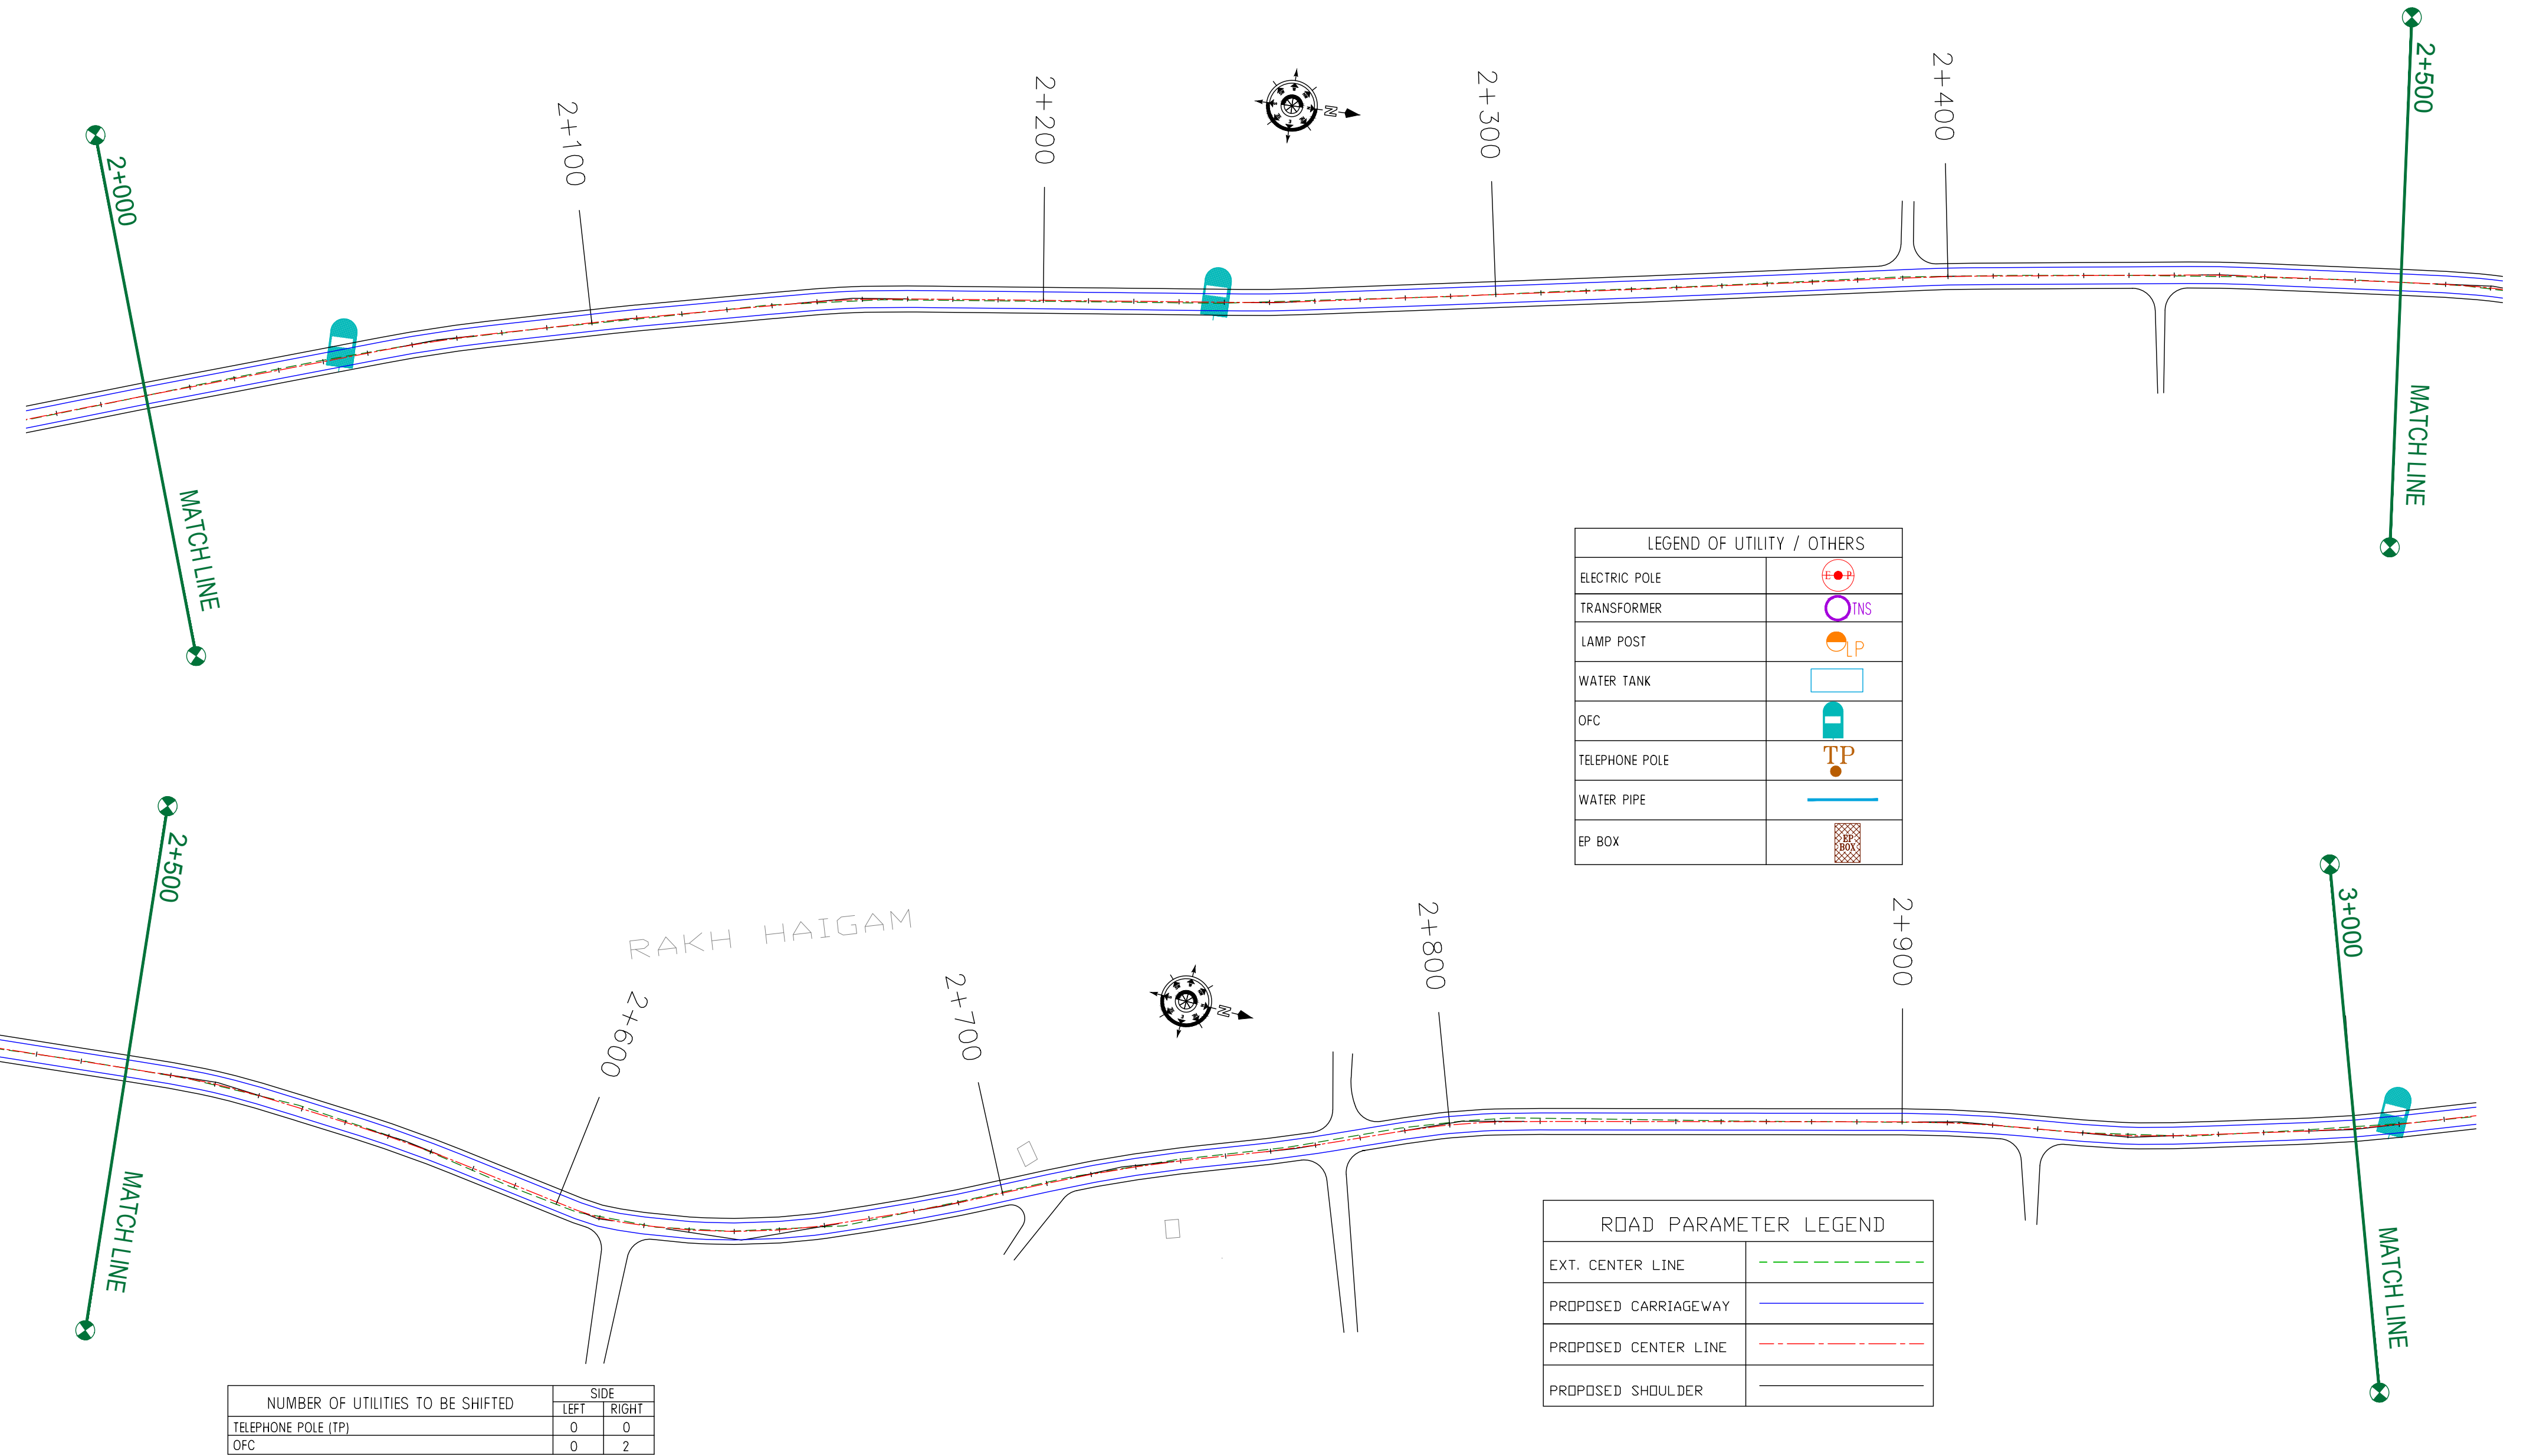 2+000
MATCH LINE
2+100
2+200
N
2+300
2+400
2+500
MATCH LINE
LEGEND OF UTILITY / OTHERS
ELECTRIC POLE E P
TRANSFORMER TNS
LAMP POST LP
WATER TANK
OFC
TELEPHONE POLE TP
WATER PIPE
EP BOX EP
BOX
2+500
MATCH LINE
RAKH HAIGAM
2+600
2+700
N
2+800
2+900
3+000
MATCH LINE
ROAD PARAMETER LEGEND
EXT. CENTER LINE
PROPOSED CARRIAGEWAY
PROPOSED CENTER LINE
PROPOSED SHOULDER
NUMBER OF UTILITIES TO BE SHIFTED SIDE
LEFT RIGHT
TELEPHONE POLE (TP) 0 0
OFC 0 2